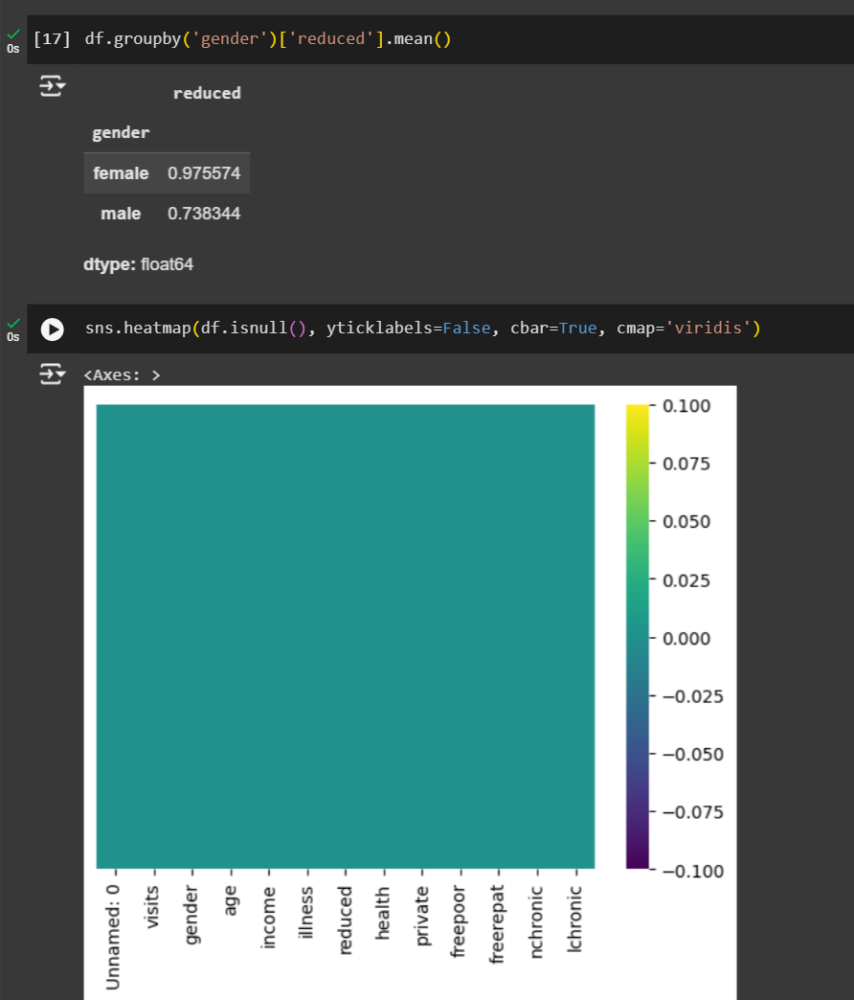 0s
[17] df.groupby('gender')['reduced'].mean()
reduced
gender
female 0.975574
male 0.738344
dtype: float64
0s
sns.heatmap(df.isnull(), yticklabels=False, cbar=True, cmap='viridis')
<Axes: >
0.100
0.075
0.050
0.025
0.000
−0.025
−0.050
−0.075
−0.100
Unnamed: 0
visits
gender
age
income
illness
reduced
health
private
freepoor
freerepat
nchronic
lchronic